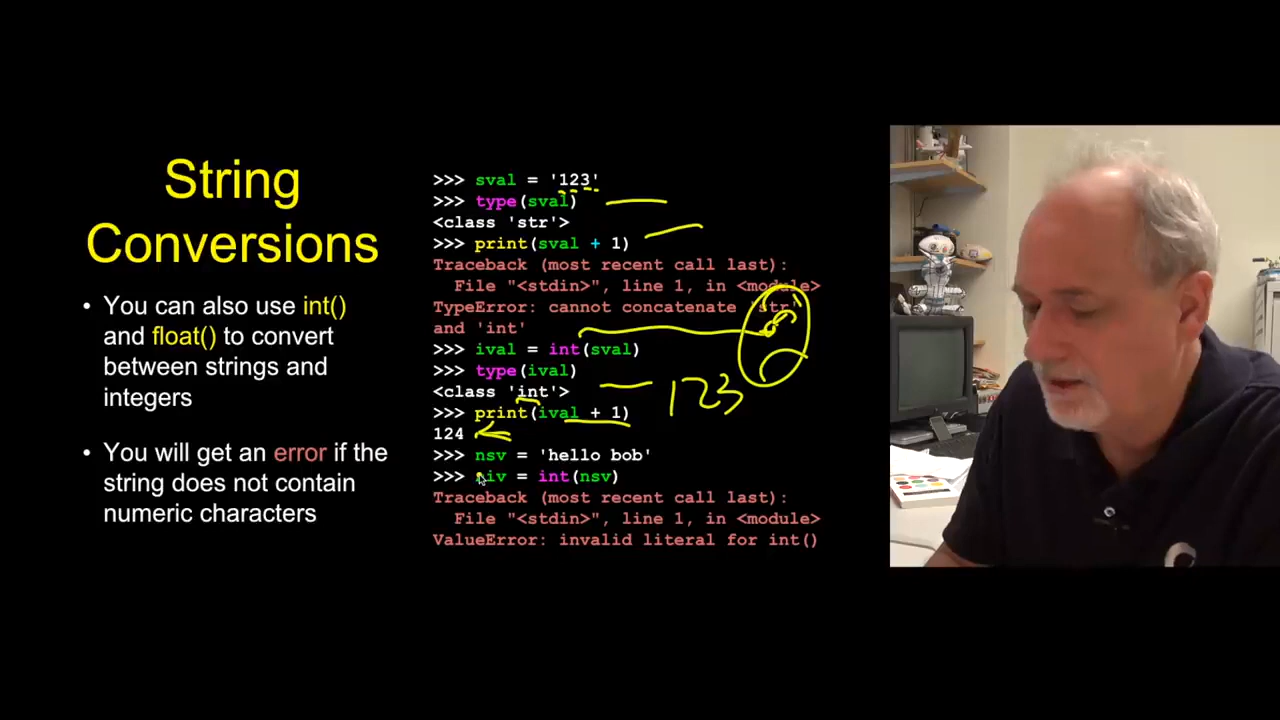 String
Conversions
• You can also use int()
and float() to convert
between strings and
integers
• You will get an error if the
string does not contain
numeric characters
>>> sval = '123'
>>> type(sval)
<class 'str'>
>>> print(sval + 1)
Traceback (most recent call last):
  File "<stdin>", line 1, in <module>
TypeError: cannot concatenate 'str'
and 'int'
>>> ival = int(sval)
>>> type(ival)
<class 'int'>
>>> print(ival + 1)
124
>>> nsv = 'hello bob'
>>> niv = int(nsv)
Traceback (most recent call last):
  File "<stdin>", line 1, in <module>
ValueError: invalid literal for int()
123